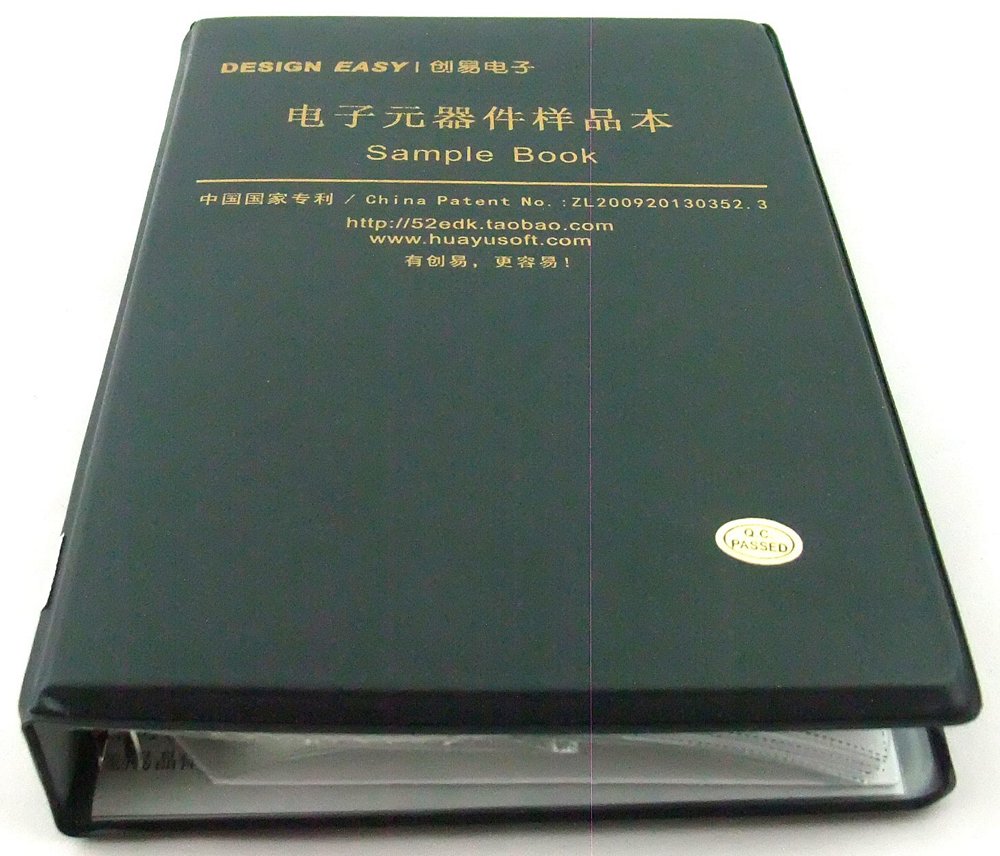 DESIGN EASY | 创易电子
电子元器件样品本
Sample Book
中国国家专利 / China Patent No.:ZL200920130352.3
http://52edk.taobao.com
www.huayusoft.com
有创易，更容易！
Q.C.
PASSED